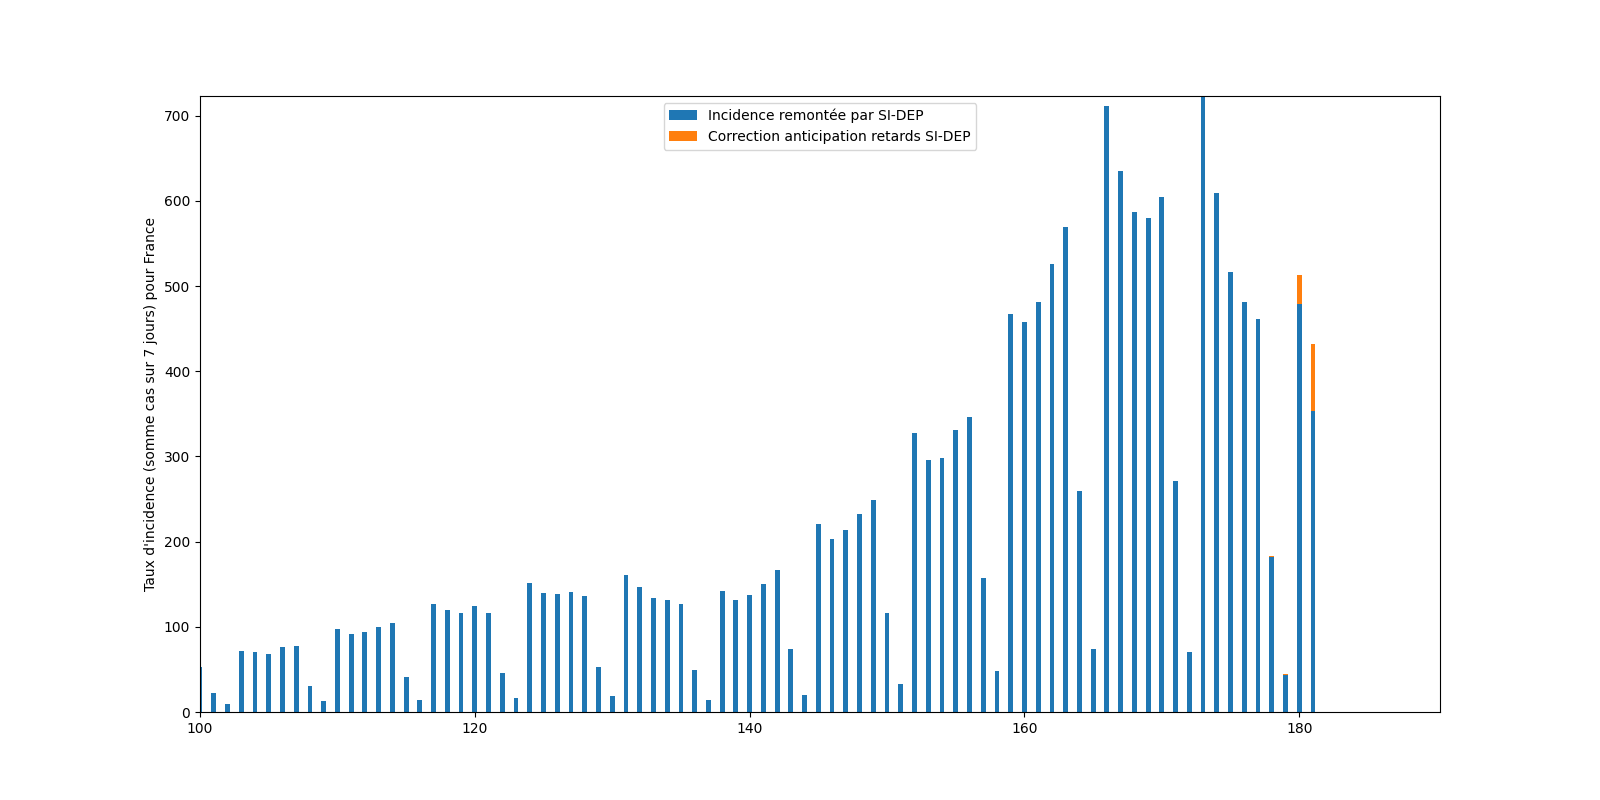 Incidence remontée par SI-DEP
Correction anticipation retards SI-DEP
Taux d'incidence (somme cas sur 7 jours) pour France
700
600
500
400
300
200
100
0
100 120 140 160 180